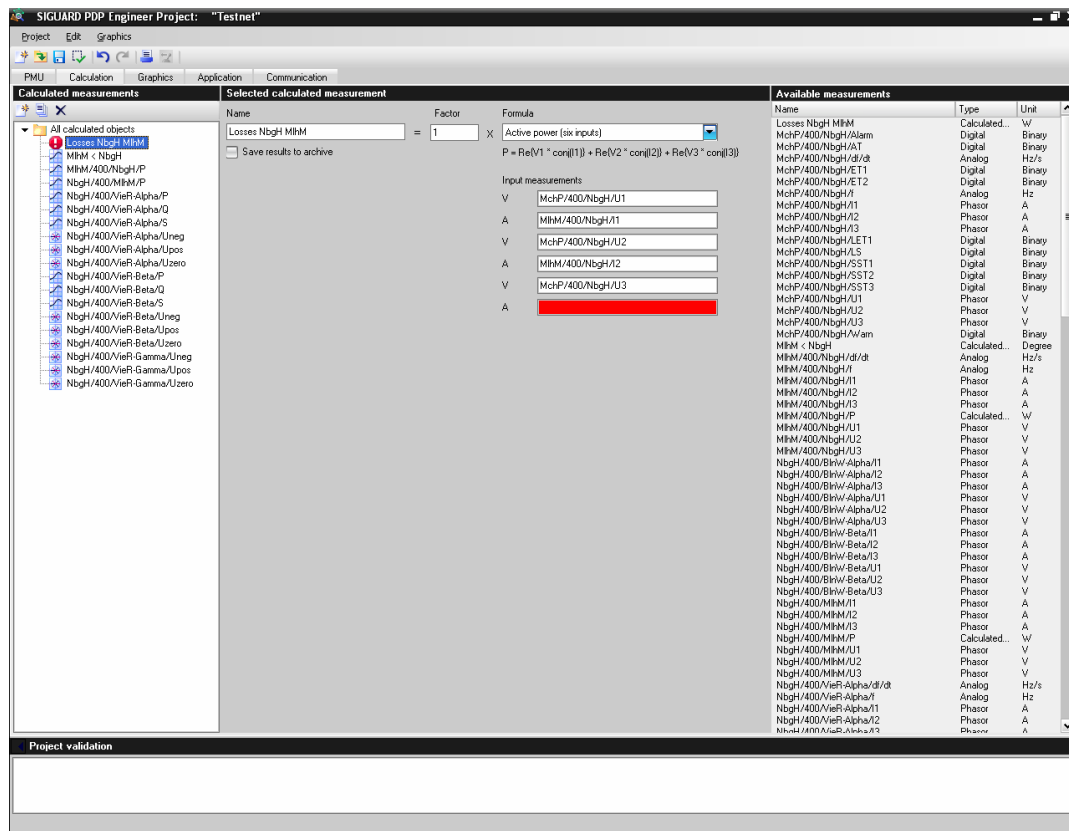 SIGUARD PDP Engineer Project: "Testnet"
Project Edit Graphics
PMU Calculation Graphics Application Communication
Calculated measurements
All calculated objects
Losses NbgH MlhM
MlhM < NbgH
MlhM/400/NbgH/P
NbgH/400/MlhM/P
NbgH/400/VieR-Alpha/P
NbgH/400/VieR-Alpha/Q
NbgH/400/VieR-Alpha/S
NbgH/400/VieR-Alpha/Uneg
NbgH/400/VieR-Alpha/Upos
NbgH/400/VieR-Alpha/Uzero
NbgH/400/VieR-Beta/P
NbgH/400/VieR-Beta/Q
NbgH/400/VieR-Beta/S
NbgH/400/VieR-Beta/Uneg
NbgH/400/VieR-Beta/Upos
NbgH/400/VieR-Beta/Uzero
NbgH/400/VieR-Gamma/Uneg
NbgH/400/VieR-Gamma/Upos
NbgH/400/VieR-Gamma/Uzero
Selected calculated measurement
Name Factor Formula
Losses NbgH MlhM = 1 X Active power (six inputs)
Save results to archive P = Re{V1 * conj(I1)} + Re{V2 * conj(I2)} + Re{V3 * conj(I3)}
Input measurements
V MchP/400/NbgH/U1
A MlhM/400/NbgH/I1
V MchP/400/NbgH/U2
A MlhM/400/NbgH/I2
V MchP/400/NbgH/U3
A
Available measurements
Name Type Unit
Losses NbgH MlhM Calculated... W
MchP/400/NbgH/Alarm Digital Binary
MchP/400/NbgH/AT Digital Binary
MchP/400/NbgH/df/dt Analog Hz/s
MchP/400/NbgH/ET1 Digital Binary
MchP/400/NbgH/ET2 Digital Binary
MchP/400/NbgH/f Analog Hz
MchP/400/NbgH/I1 Phasor A
MchP/400/NbgH/I2 Phasor A
MchP/400/NbgH/I3 Phasor A
MchP/400/NbgH/LET1 Digital Binary
MchP/400/NbgH/LS Digital Binary
MchP/400/NbgH/SST1 Digital Binary
MchP/400/NbgH/SST2 Digital Binary
MchP/400/NbgH/SST3 Digital Binary
MchP/400/NbgH/U1 Phasor V
MchP/400/NbgH/U2 Phasor V
MchP/400/NbgH/U3 Phasor V
MchP/400/NbgH/Warn Digital Binary
MlhM < NbgH Calculated... Degree
MlhM/400/NbgH/df/dt Analog Hz/s
MlhM/400/NbgH/f Analog Hz
MlhM/400/NbgH/I1 Phasor A
MlhM/400/NbgH/I2 Phasor A
MlhM/400/NbgH/I3 Phasor A
MlhM/400/NbgH/P Calculated... W
MlhM/400/NbgH/U1 Phasor V
MlhM/400/NbgH/U2 Phasor V
MlhM/400/NbgH/U3 Phasor V
NbgH/400/BlnW-Alpha/I1 Phasor A
NbgH/400/BlnW-Alpha/I2 Phasor A
NbgH/400/BlnW-Alpha/I3 Phasor A
NbgH/400/BlnW-Alpha/U1 Phasor V
NbgH/400/BlnW-Alpha/U2 Phasor V
NbgH/400/BlnW-Alpha/U3 Phasor V
NbgH/400/BlnW-Beta/I1 Phasor A
NbgH/400/BlnW-Beta/I2 Phasor A
NbgH/400/BlnW-Beta/I3 Phasor A
NbgH/400/BlnW-Beta/U1 Phasor V
NbgH/400/BlnW-Beta/U2 Phasor V
NbgH/400/BlnW-Beta/U3 Phasor V
NbgH/400/MlhM/I1 Phasor A
NbgH/400/MlhM/I2 Phasor A
NbgH/400/MlhM/I3 Phasor A
NbgH/400/MlhM/P Calculated... W
NbgH/400/MlhM/U1 Phasor V
NbgH/400/MlhM/U2 Phasor V
NbgH/400/MlhM/U3 Phasor V
NbgH/400/VieR-Alpha/df/dt Analog Hz/s
NbgH/400/VieR-Alpha/f Analog Hz
NbgH/400/VieR-Alpha/I1 Phasor A
NbgH/400/VieR-Alpha/I2 Phasor A
NbgH/400/VieR-Alpha/I3 Phasor A
Project validation